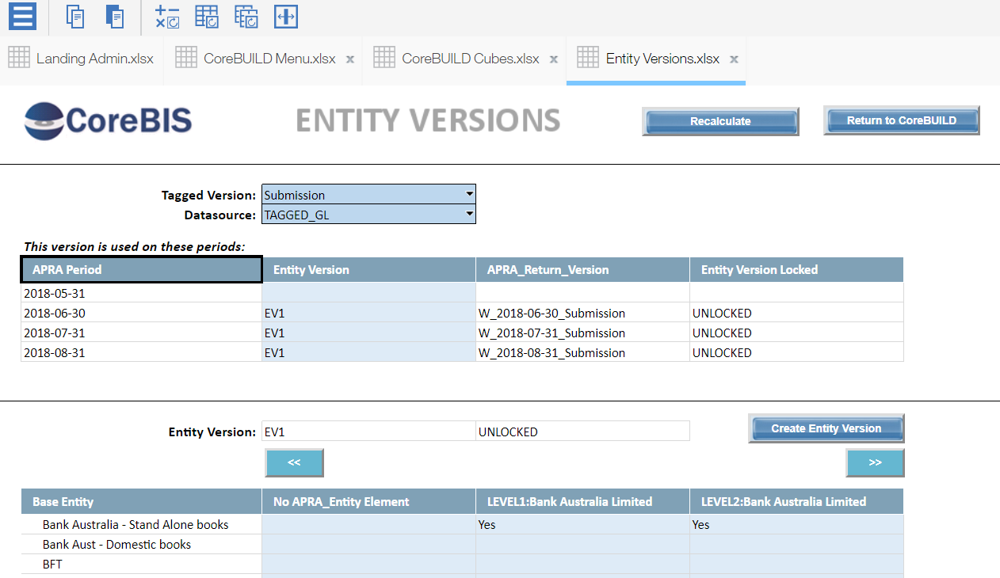 Landing Admin.xlsx CoreBUILD Menu.xlsx x CoreBUILD Cubes.xlsx x Entity Versions.xlsx x
CoreBIS ENTITY VERSIONS Recalculate Return to CoreBUILD
Tagged Version: Submission
Datasource: TAGGED_GL
This version is used on these periods:
APRA Period Entity Version APRA_Return_Version Entity Version Locked
2018-05-31
2018-06-30 EV1 W_2018-06-30_Submission UNLOCKED
2018-07-31 EV1 W_2018-07-31_Submission UNLOCKED
2018-08-31 EV1 W_2018-08-31_Submission UNLOCKED
Entity Version: EV1 UNLOCKED Create Entity Version
<< >>
Base Entity No APRA_Entity Element LEVEL1:Bank Australia Limited LEVEL2:Bank Australia Limited
Bank Australia - Stand Alone books Yes Yes
Bank Aust - Domestic books
BFT